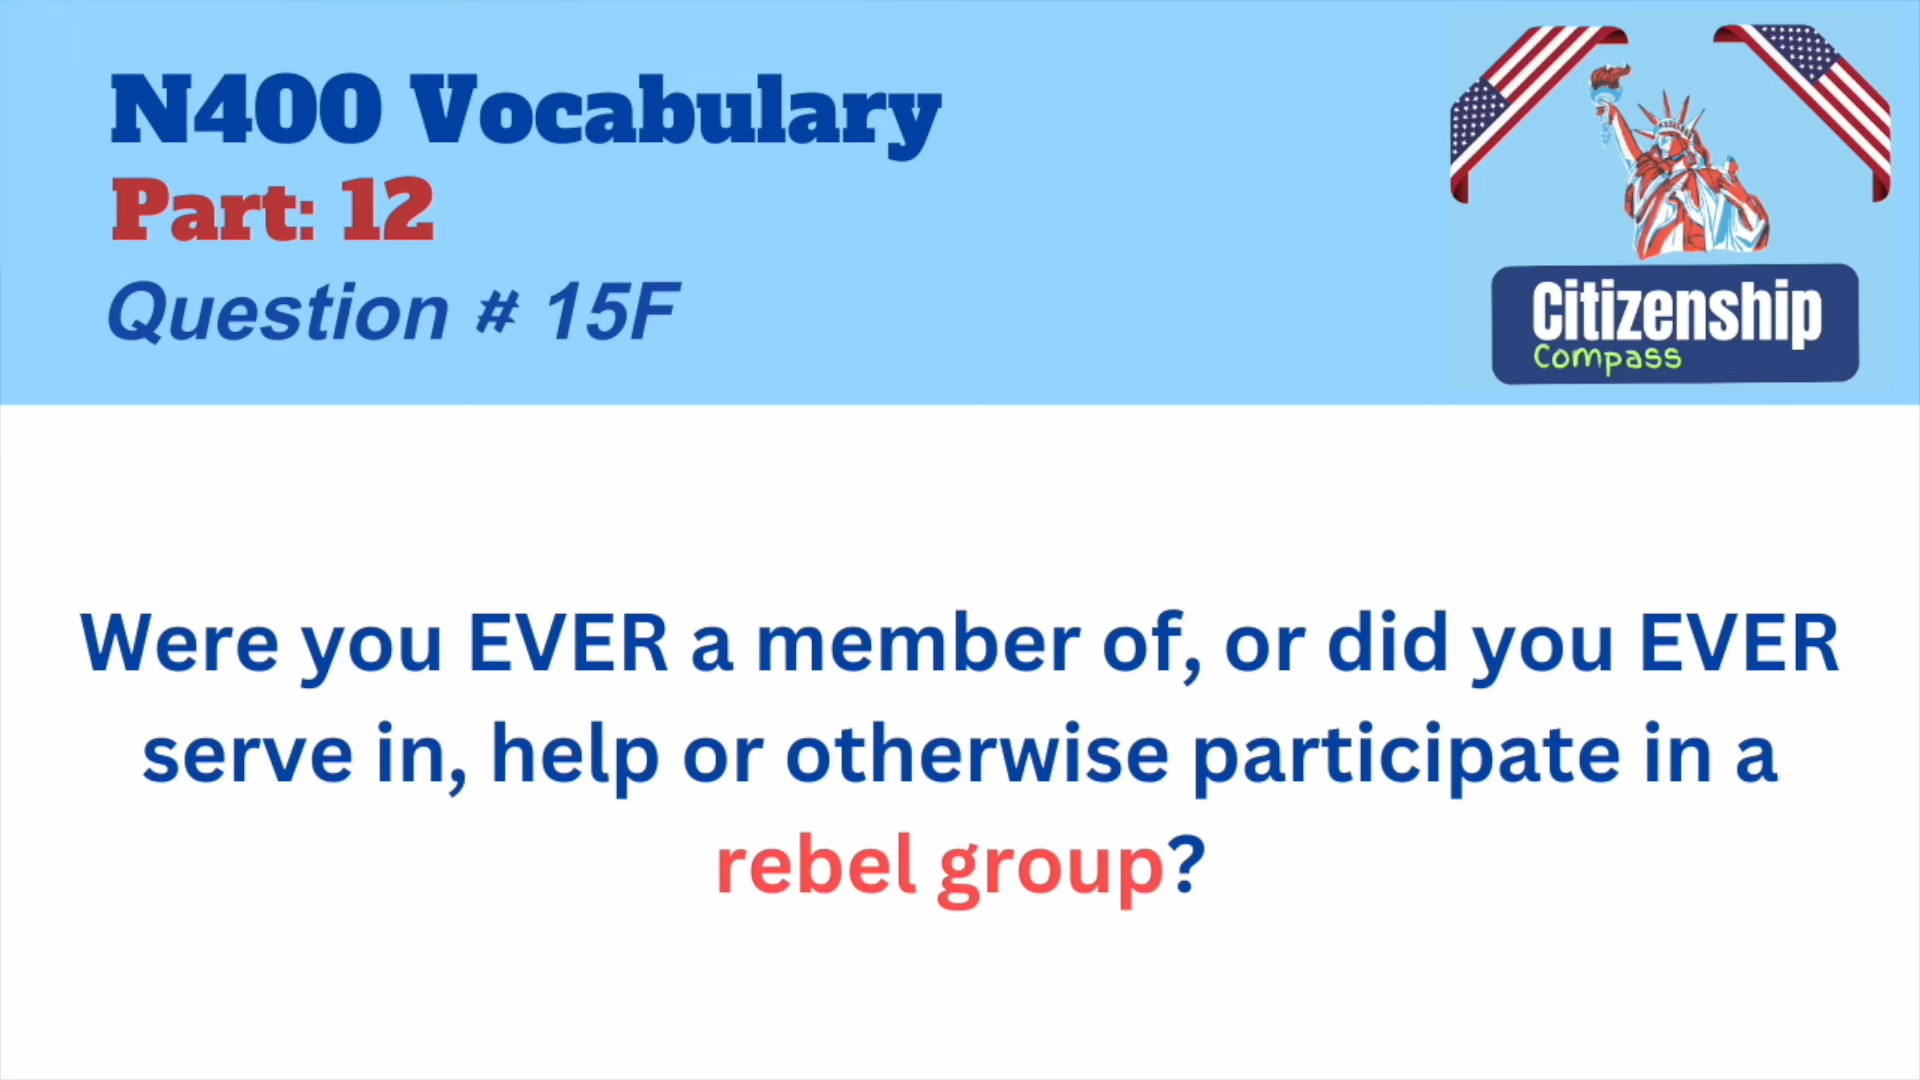 N400 Vocabulary
Part: 12
Question # 15F
Citizenship
Compass
Were you EVER a member of, or did you EVER
serve in, help or otherwise participate in a
rebel group?